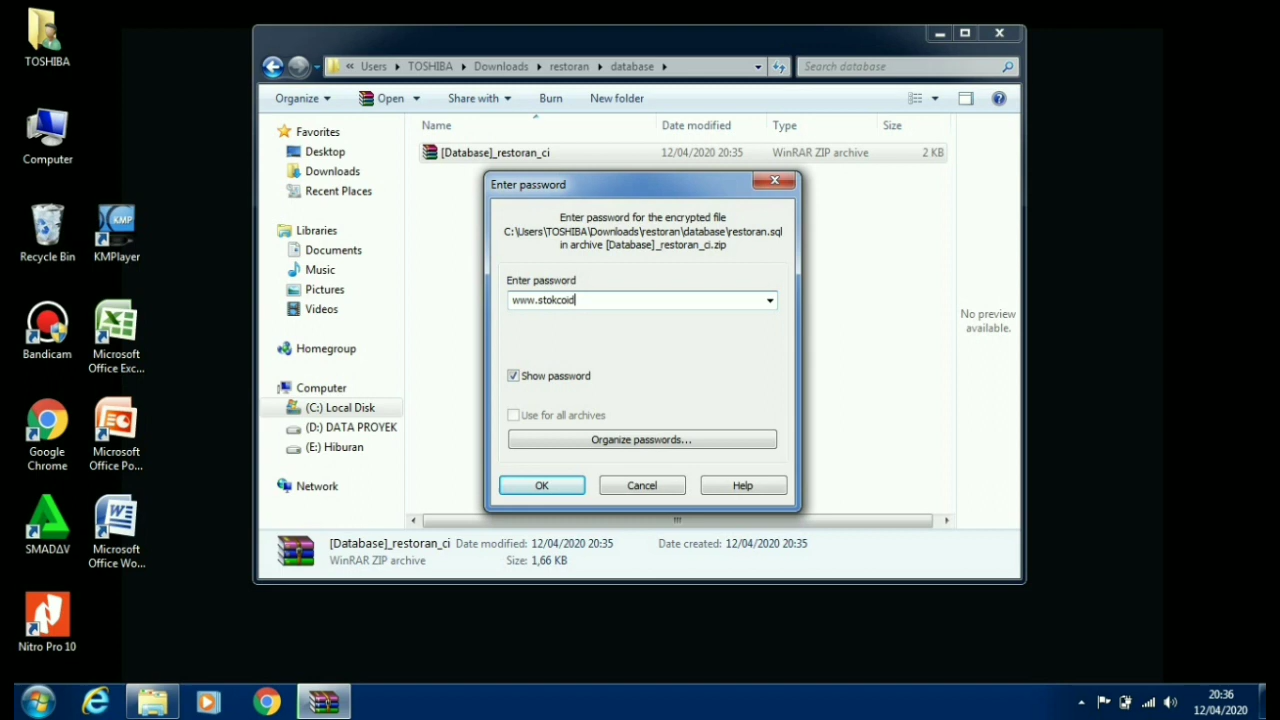 TOSHIBA
Computer
Recycle Bin
KMPlayer
Bandicam
Microsoft
Office Exc...
Google
Chrome
Microsoft
Office Po...
SMADΔV
Microsoft
Office Wo...
Nitro Pro 10
« Users ▸ TOSHIBA ▸ Downloads ▸ restoran ▸ database ▸
Search database
Organize
Open
Share with
Burn
New folder
Favorites
Desktop
Downloads
Recent Places
Libraries
Documents
Music
Pictures
Videos
Homegroup
Computer
(C:) Local Disk
(D:) DATA PROYEK
(E:) Hiburan
Network
Name
Date modified
Type
Size
[Database]_restoran_ci
12/04/2020 20:35
WinRAR ZIP archive
2 KB
Enter password
Enter password for the encrypted file
C:\Users\TOSHIBA\Downloads\restoran\database\restoran.sql
in archive [Database]_restoran_ci.zip
Enter password
www.stokcoid
Show password
Use for all archives
Organize passwords...
OK
Cancel
Help
No preview
available.
[Database]_restoran_ci Date modified: 12/04/2020 20:35 Date created: 12/04/2020 20:35
WinRAR ZIP archive Size: 1,66 KB
20:36
12/04/2020